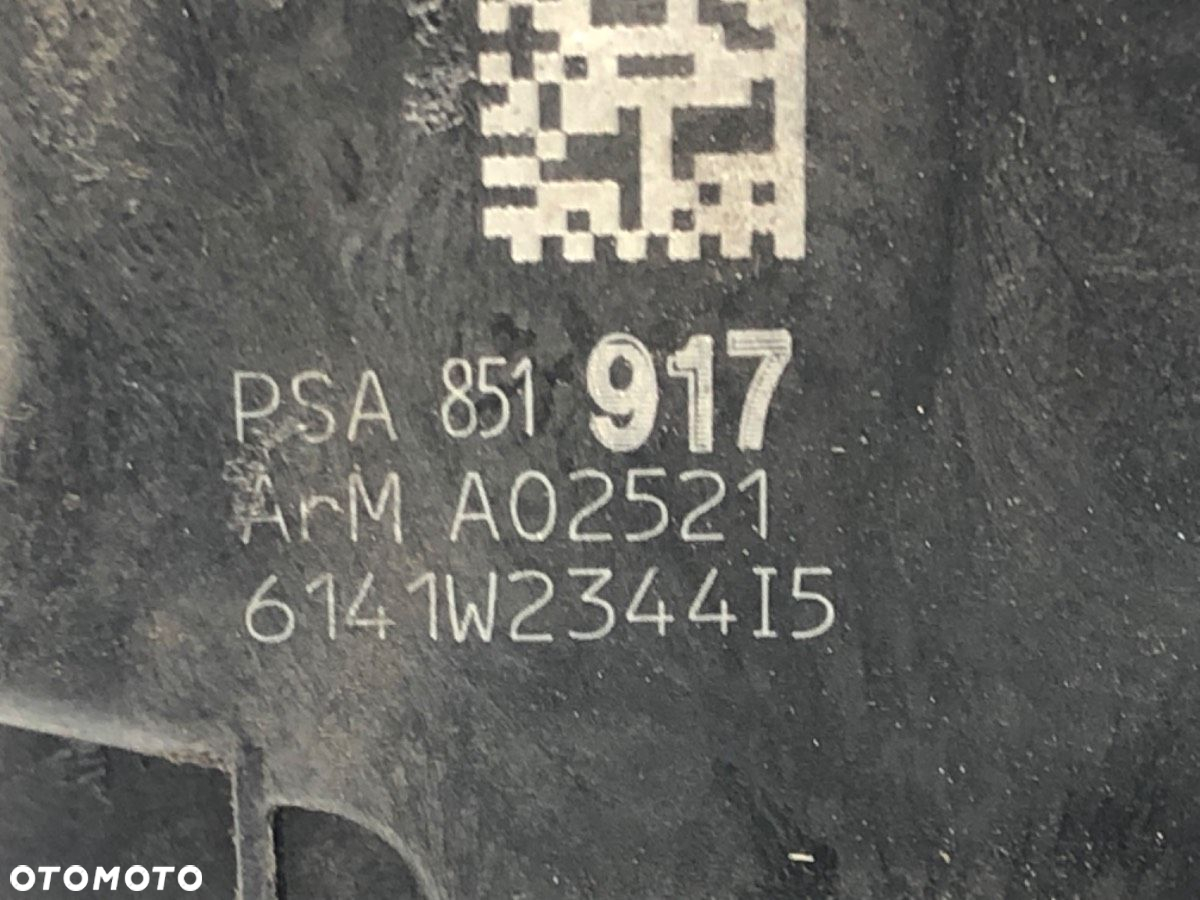 PSA 851 917
ArM A02521
6141W2344I5
OTOMOTO